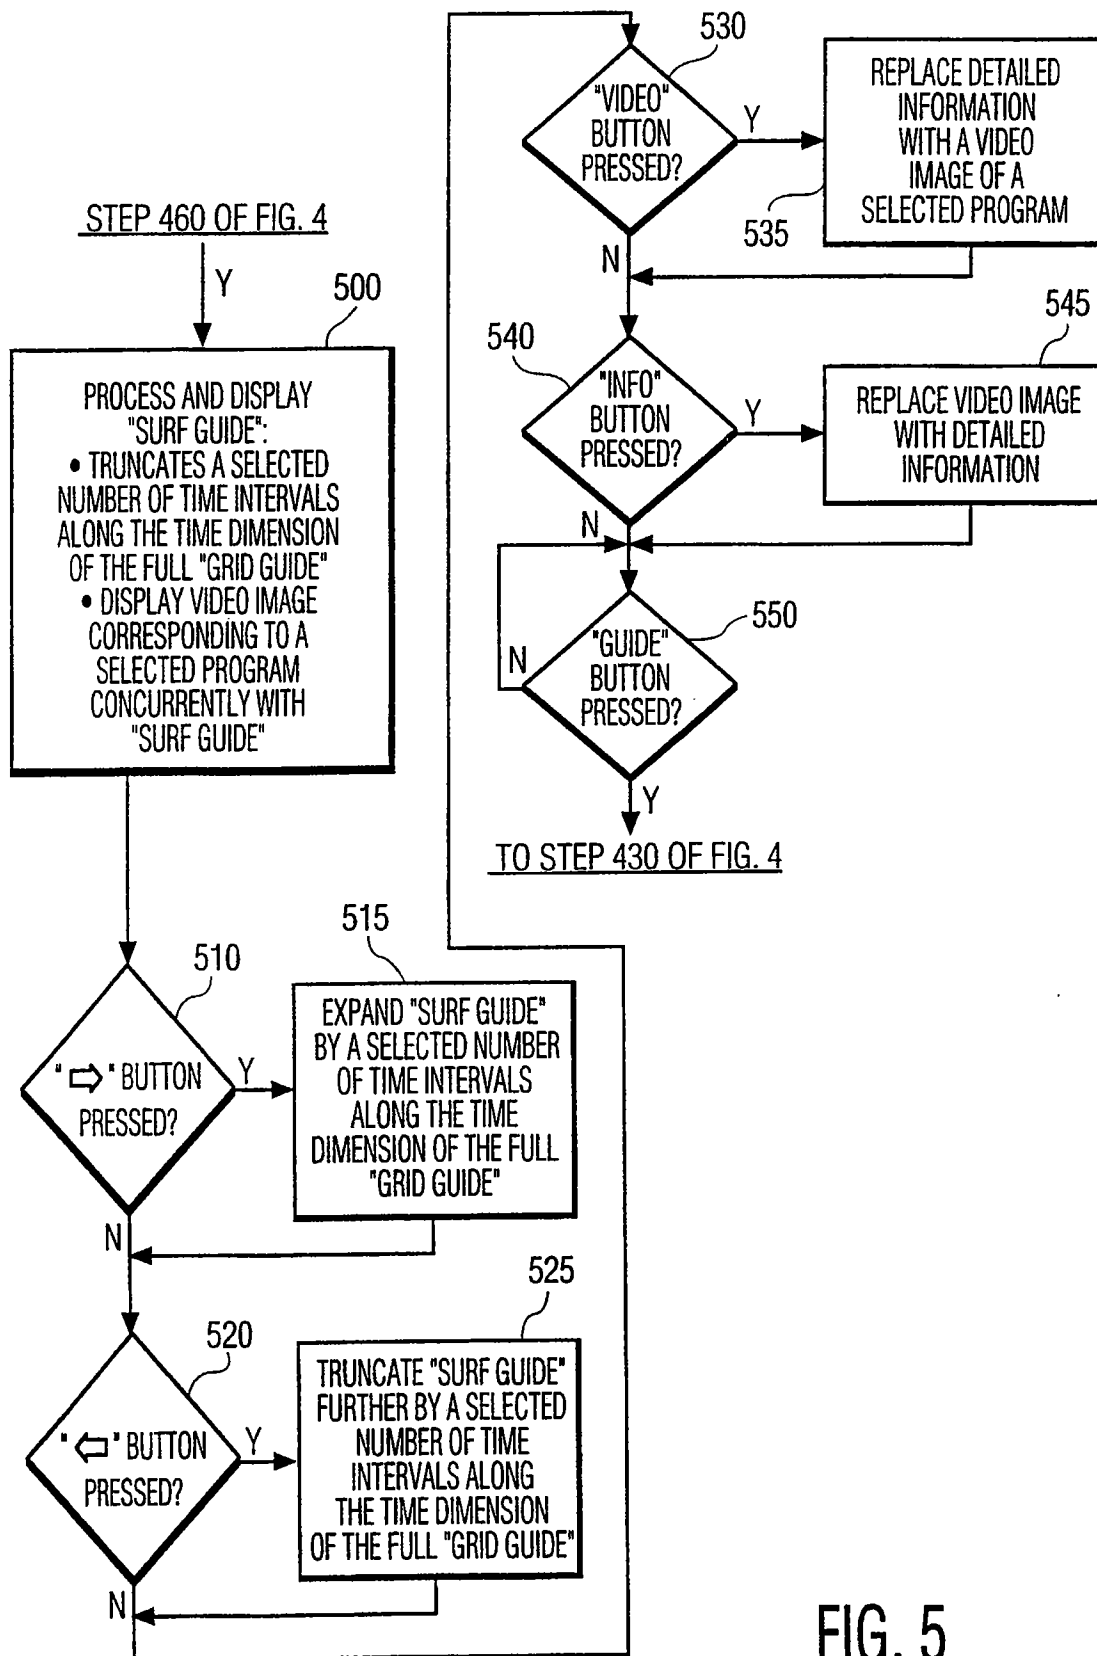 STEP 460 OF FIG. 4
Y
500
PROCESS AND DISPLAY
"SURF GUIDE":
• TRUNCATES A SELECTED
NUMBER OF TIME INTERVALS
ALONG THE TIME DIMENSION
OF THE FULL "GRID GUIDE"
• DISPLAY VIDEO IMAGE
CORRESPONDING TO A
SELECTED PROGRAM
CONCURRENTLY WITH
"SURF GUIDE"
510
" ⇨ " BUTTON
PRESSED?
Y
N
515
EXPAND "SURF GUIDE"
BY A SELECTED NUMBER
OF TIME INTERVALS
ALONG THE TIME
DIMENSION OF THE FULL
"GRID GUIDE"
520
" ⇦ " BUTTON
PRESSED?
Y
N
525
TRUNCATE "SURF GUIDE"
FURTHER BY A SELECTED
NUMBER OF TIME
INTERVALS ALONG
THE TIME DIMENSION
OF THE FULL "GRID GUIDE"
530
"VIDEO"
BUTTON
PRESSED?
Y
N
535
REPLACE DETAILED
INFORMATION
WITH A VIDEO
IMAGE OF A
SELECTED PROGRAM
540
"INFO"
BUTTON
PRESSED?
Y
N
545
REPLACE VIDEO IMAGE
WITH DETAILED
INFORMATION
550
"GUIDE"
BUTTON
PRESSED?
N
Y
TO STEP 430 OF FIG. 4
FIG. 5